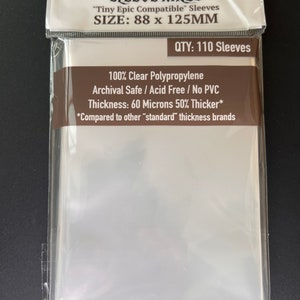 "Tiny Epic Compatible" Sleeves
SIZE: 88 x 125MM
QTY: 110 Sleeves
100% Clear Polypropylene
Archival Safe / Acid Free / No PVC
Thickness: 60 Microns 50% Thicker*
*Compared to other "standard" thickness brands